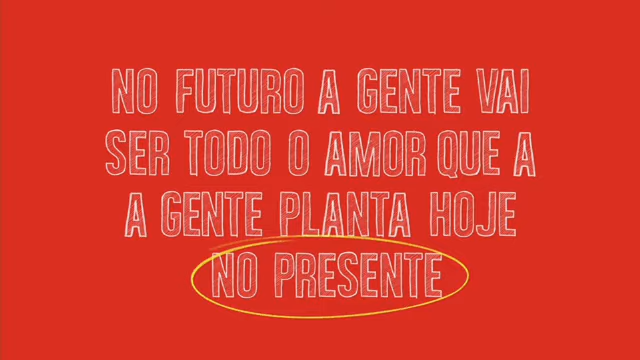 NO FUTURO A GENTE VAI
SER TODO O AMOR QUE A
A GENTE PLANTA HOJE
NO PRESENTE